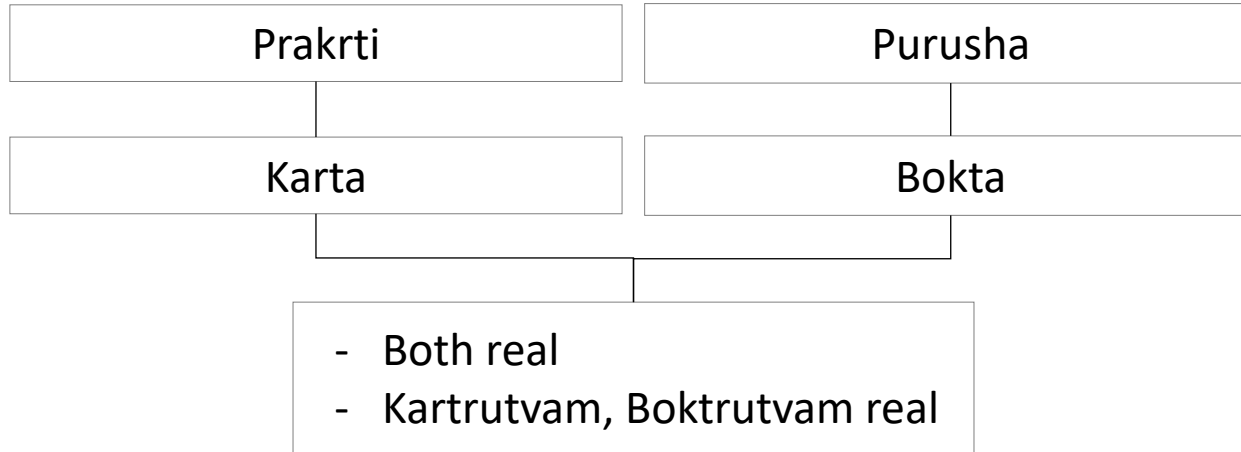 Prakrti
Purusha
Karta
Bokta
- Both real
- Kartrutvam, Boktrutvam real